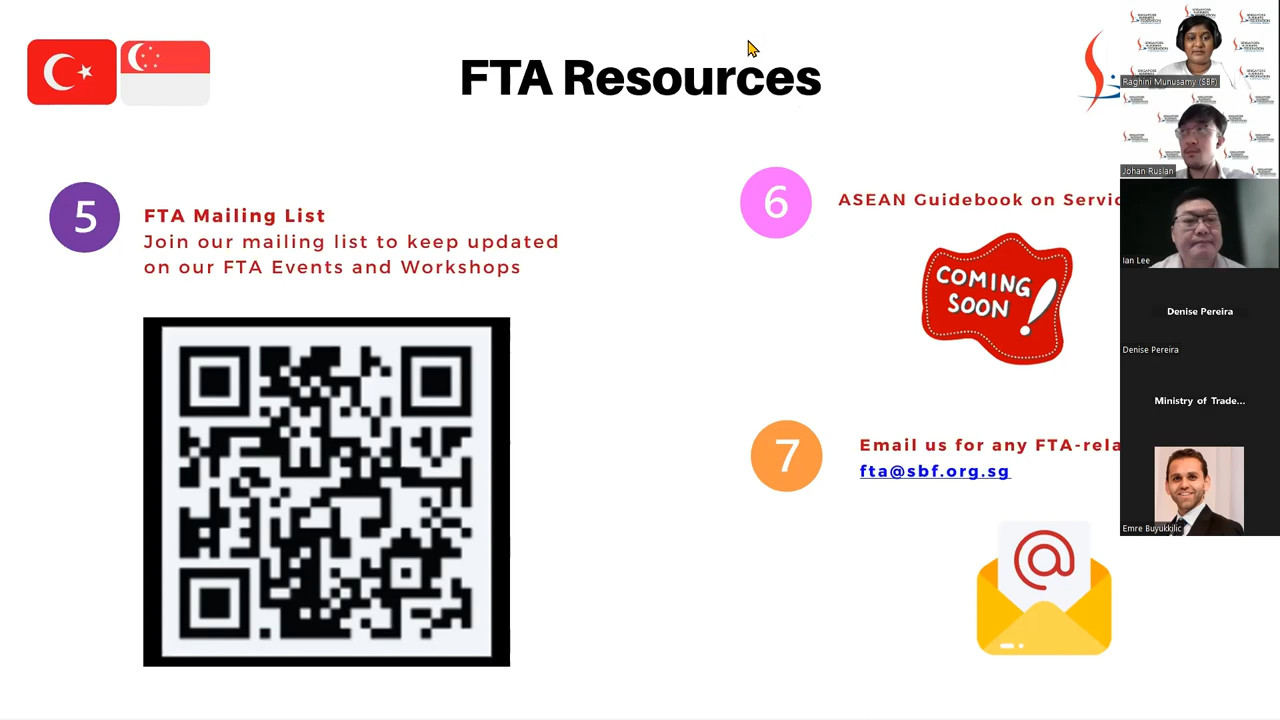 FTA Resources
5
FTA Mailing List
Join our mailing list to keep updated
on our FTA Events and Workshops
6
ASEAN Guidebook on Servic
COMING
SOON
!
7
Email us for any FTA-rela
fta@sbf.org.sg
@
Raghini Munusamy (SBF)
Johan Ruslan
Ian Lee
Denise Pereira
Denise Pereira
Ministry of Trade...
Emre Buyukkilic